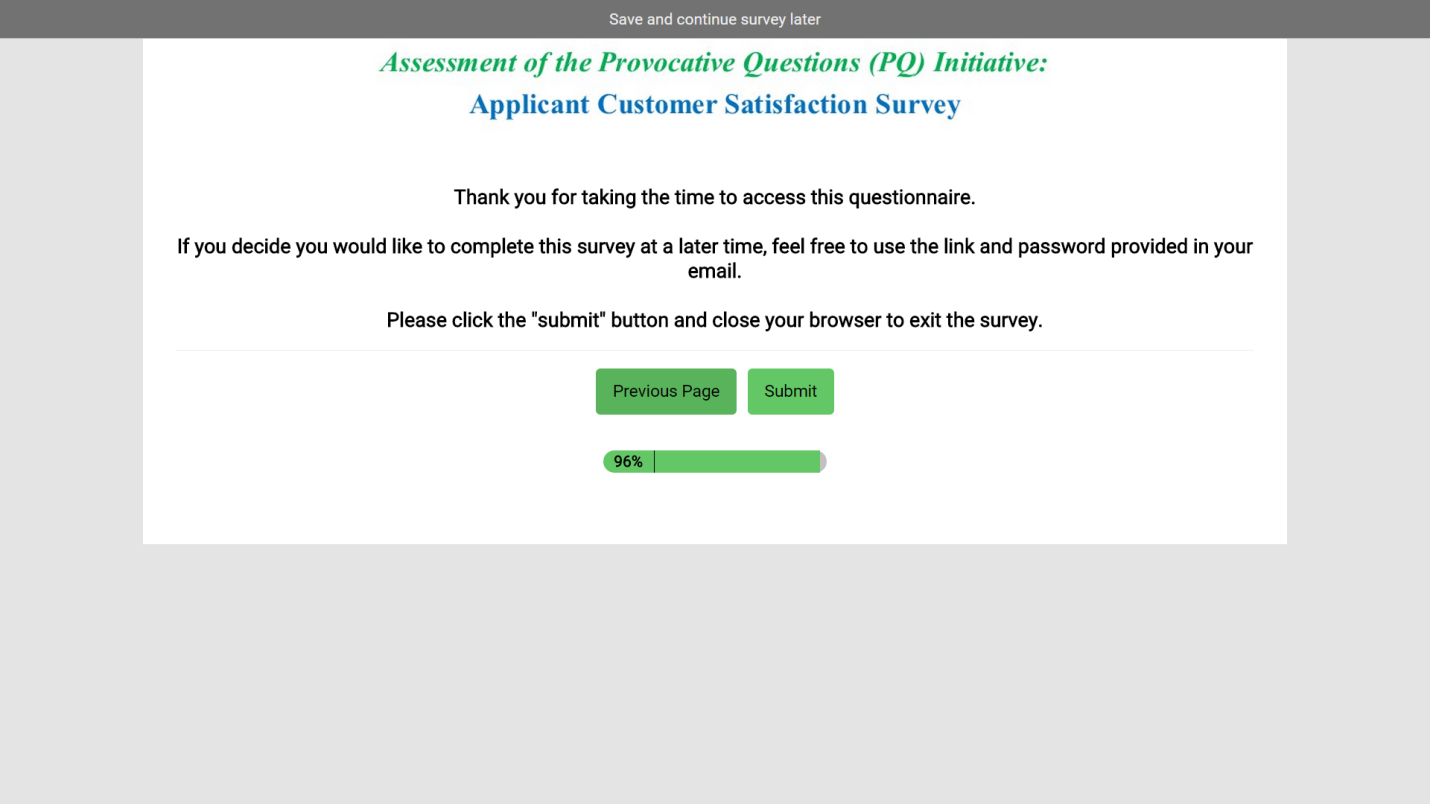 Save and continue survey later
Assessment of the Provocative Questions (PQ) Initiative:
Applicant Customer Satisfaction Survey
Thank you for taking the time to access this questionnaire.
If you decide you would like to complete this survey at a later time, feel free to use the link and password provided in your
email.
Please click the "submit" button and close your browser to exit the survey.
Previous Page Submit
96%